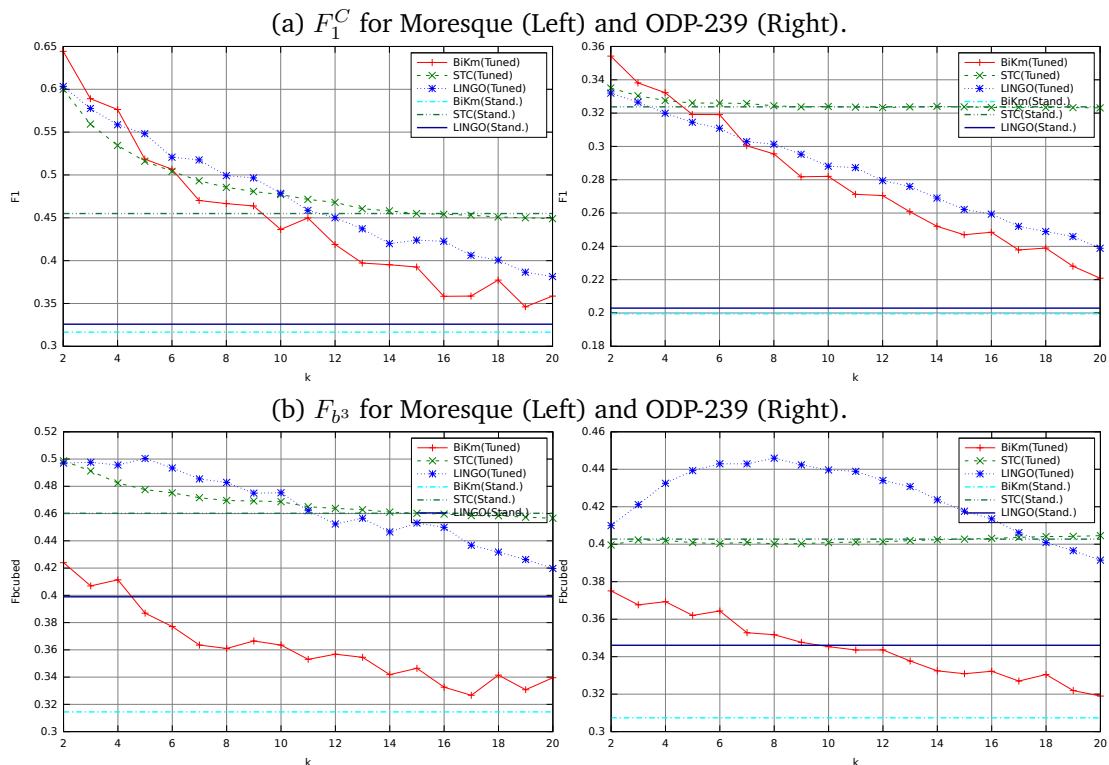 (a) F_1^C for Moresque (Left) and ODP-239 (Right).
0.65
0.6
0.55
0.5
0.45
0.4
0.35
0.3
F1
2 4 6 8 10 12 14 16 18 20
k
BiKm(Tuned)
STC(Tuned)
LINGO(Tuned)
BiKm(Stand.)
STC(Stand.)
LINGO(Stand.)
0.36
0.34
0.32
0.3
0.28
0.26
0.24
0.22
0.2
0.18
F1
2 4 6 8 10 12 14 16 18 20
k
BiKm(Tuned)
STC(Tuned)
LINGO(Tuned)
BiKm(Stand.)
STC(Stand.)
LINGO(Stand.)
(b) F_{b^3} for Moresque (Left) and ODP-239 (Right).
0.52
0.5
0.48
0.46
0.44
0.42
0.4
0.38
0.36
0.34
0.32
0.3
Fbcubed
2 4 6 8 10 12 14 16 18 20
k
BiKm(Tuned)
STC(Tuned)
LINGO(Tuned)
BiKm(Stand.)
STC(Stand.)
LINGO(Stand.)
0.46
0.44
0.42
0.4
0.38
0.36
0.34
0.32
0.3
Fbcubed
2 4 6 8 10 12 14 16 18 20
k
BiKm(Tuned)
STC(Tuned)
LINGO(Tuned)
BiKm(Stand.)
STC(Stand.)
LINGO(Stand.)